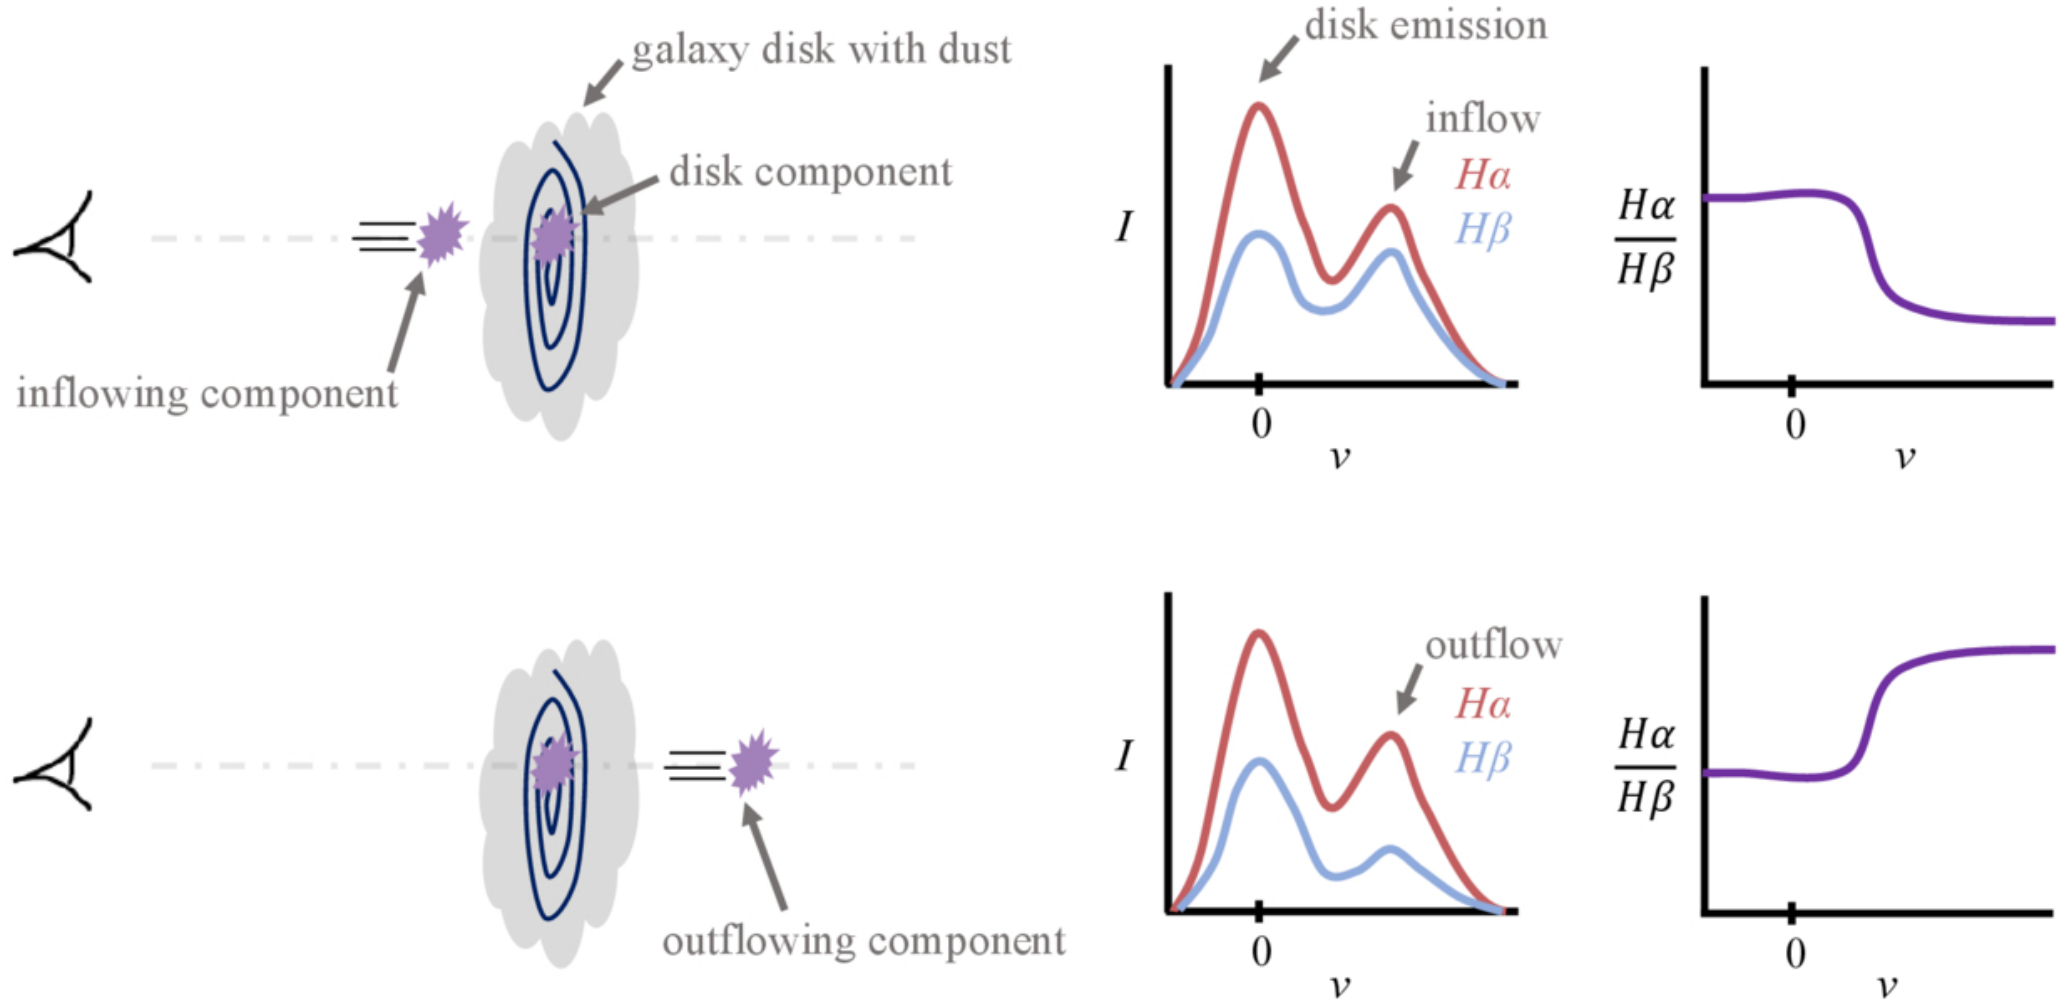 galaxy disk with dust
disk component
inflowing component
disk emission
inflow
Hα
Hβ
I
0
v
Hα
Hβ
0
v
outflowing component
outflow
Hα
Hβ
I
0
v
Hα
Hβ
0
v